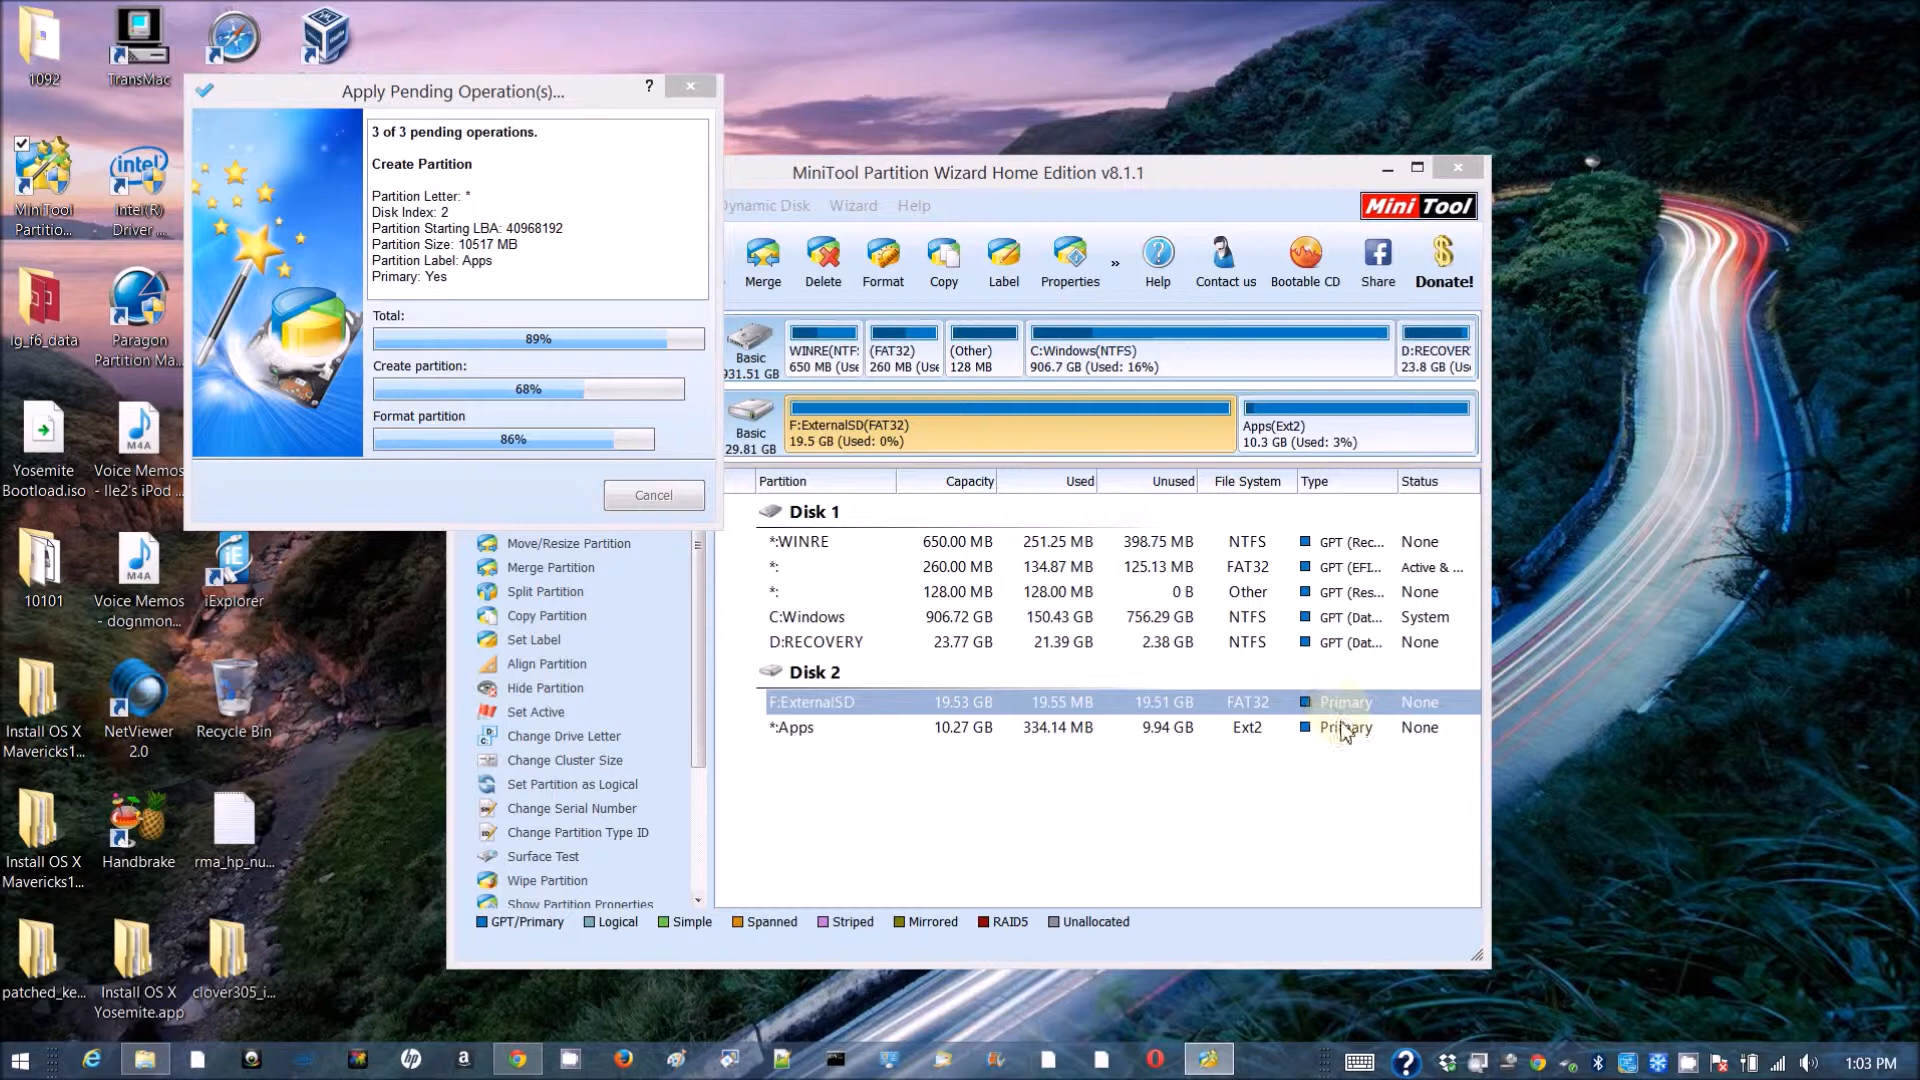 1092
TransMac
MiniTool
Partitio...
Intel(R)
Driver ...
intel
lg_f6_data
Paragon
Partition Ma...
Yosemite
Bootload.iso
M4A
Voice Memos
- Ile2's iPod ...
10101
M4A
Voice Memos
- dognmon...
iExplorer
Install OS X
Mavericks1...
NetViewer
2.0
Recycle Bin
Install OS X
Mavericks1...
Handbrake
rma_hp_nu...
patched_ke...
Install OS X
Yosemite.app
clover305_i...
Apply Pending Operation(s)...
?
3 of 3 pending operations.
Create Partition
Partition Letter: *
Disk Index: 2
Partition Starting LBA: 40968192
Partition Size: 10517 MB
Partition Label: Apps
Primary: Yes
Total:
89%
Create partition:
68%
Format partition
86%
Cancel
MiniTool Partition Wizard Home Edition v8.1.1
Dynamic Disk Wizard Help
Mini Tool
Merge Delete Format Copy Label Properties » Help Contact us Bootable CD Share Donate!
Basic
931.51 GB
WINRE(NTF:
650 MB (Use
(FAT32)
260 MB (Use
(Other)
128 MB
C:Windows(NTFS)
906.7 GB (Used: 16%)
D:RECOVER
23.8 GB (Us
Basic
29.81 GB
F:ExternalSD(FAT32)
19.5 GB (Used: 0%)
Apps(Ext2)
10.3 GB (Used: 3%)
Partition Capacity Used Unused File System Type Status
Disk 1
*:WINRE 650.00 MB 251.25 MB 398.75 MB NTFS GPT (Rec... None
*: 260.00 MB 134.87 MB 125.13 MB FAT32 GPT (EFI... Active & ...
*: 128.00 MB 128.00 MB 0 B Other GPT (Res... None
C:Windows 906.72 GB 150.43 GB 756.29 GB NTFS GPT (Dat... System
D:RECOVERY 23.77 GB 21.39 GB 2.38 GB NTFS GPT (Dat... None
Disk 2
F:ExternalSD 19.53 GB 19.55 MB 19.51 GB FAT32 Primary None
*:Apps 10.27 GB 334.14 MB 9.94 GB Ext2 Primary None
Move/Resize Partition
Merge Partition
Split Partition
Copy Partition
Set Label
Align Partition
Hide Partition
Set Active
Change Drive Letter
Change Cluster Size
Set Partition as Logical
Change Serial Number
Change Partition Type ID
Surface Test
Wipe Partition
Show Partition Properties
GPT/Primary Logical Simple Spanned Striped Mirrored RAID5 Unallocated
1:03 PM